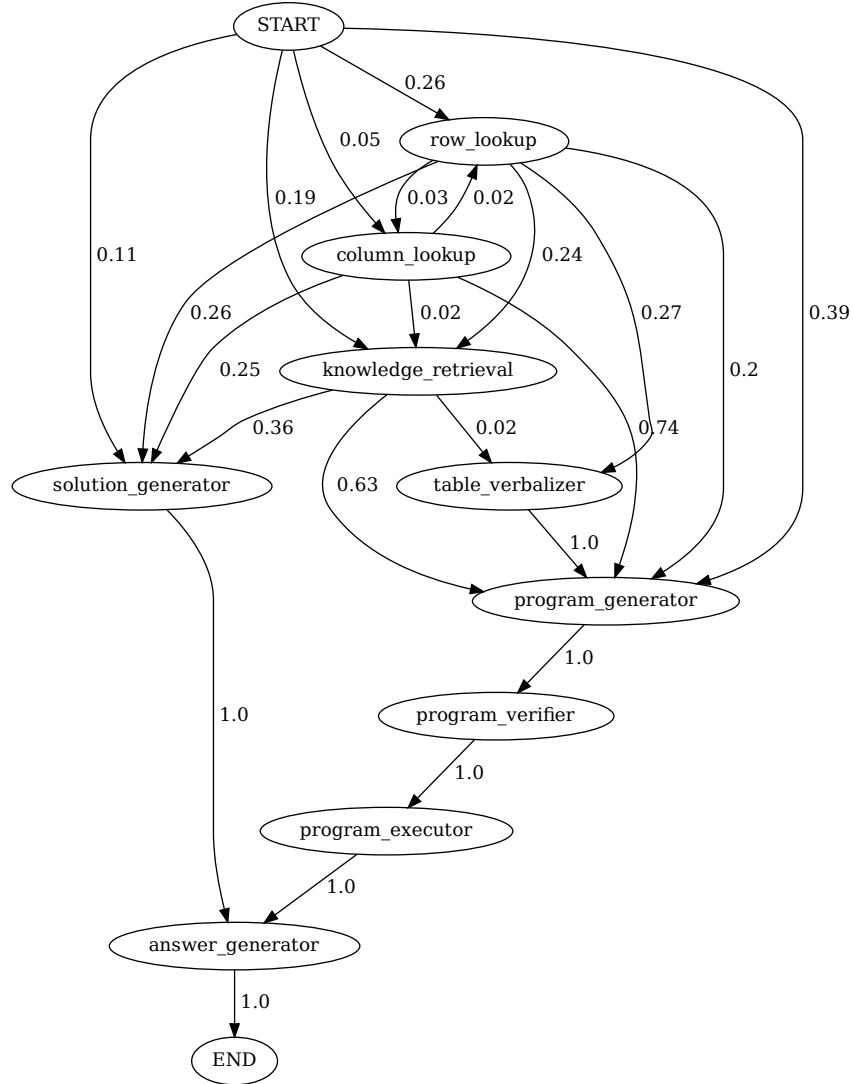 START
0.26
row_lookup
0.05
0.19
0.03
0.02
0.11
column_lookup
0.24
0.26
0.02
0.27
0.39
0.25
knowledge_retrieval
0.2
0.36
0.02
0.74
solution_generator
0.63
table_verbalizer
1.0
program_generator
1.0
1.0
program_verifier
1.0
program_executor
1.0
answer_generator
1.0
END